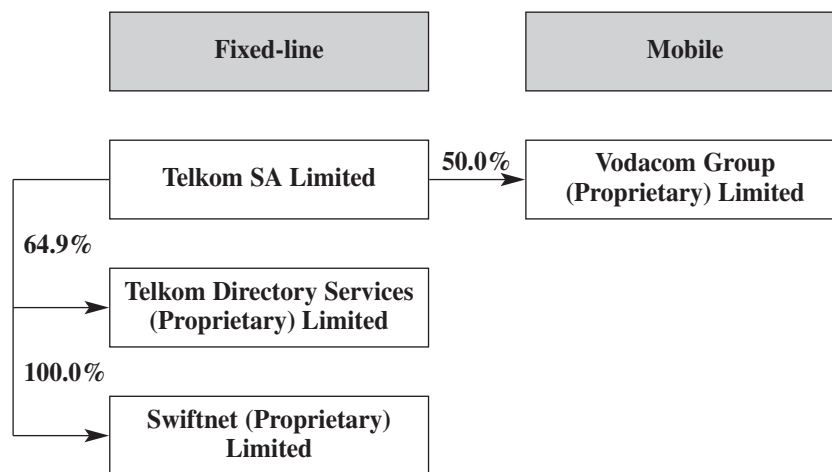 Fixed-line
Mobile
Telkom SA Limited
50.0%
Vodacom Group
(Proprietary) Limited
64.9%
Telkom Directory Services
(Proprietary) Limited
100.0%
Swiftnet (Proprietary)
Limited